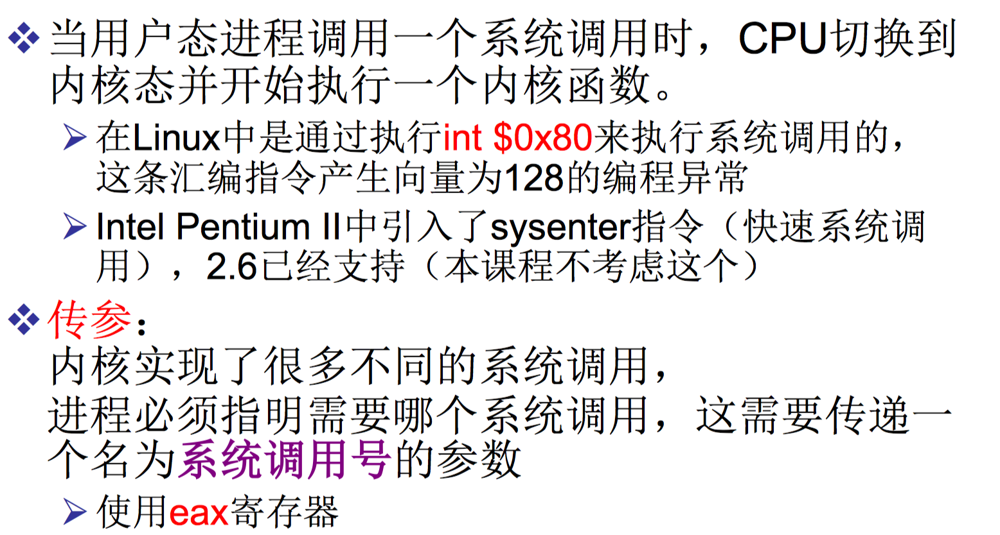 当用户态进程调用一个系统调用时，CPU切换到
内核态并开始执行一个内核函数。
在Linux中是通过执行int $0x80来执行系统调用的，
这条汇编指令产生向量为128的编程异常
Intel Pentium II中引入了sysenter指令（快速系统调
用），2.6已经支持（本课程不考虑这个）
传参：
内核实现了很多不同的系统调用，
进程必须指明需要哪个系统调用，这需要传递一
个名为系统调用号的参数
使用eax寄存器